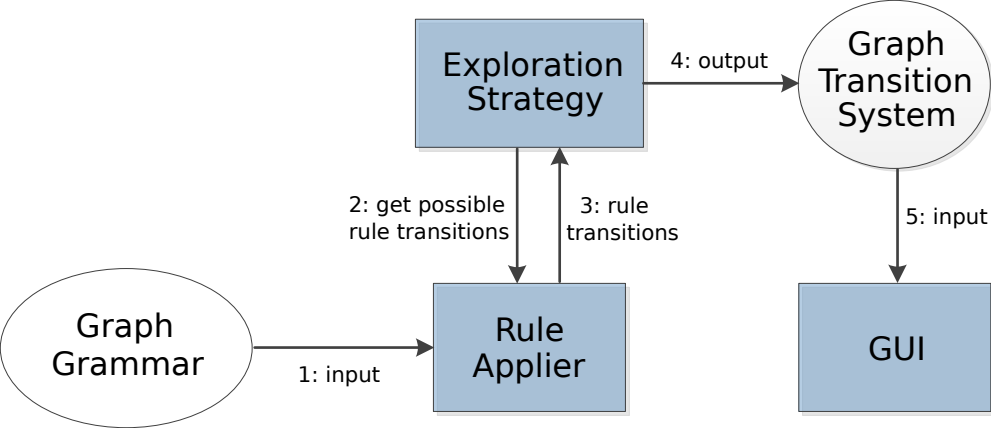 Exploration
Strategy
4: output
Graph
Transition
System
2: get possible
rule transitions
3: rule
transitions
5: input
Graph
Grammar
1: input
Rule
Applier
GUI